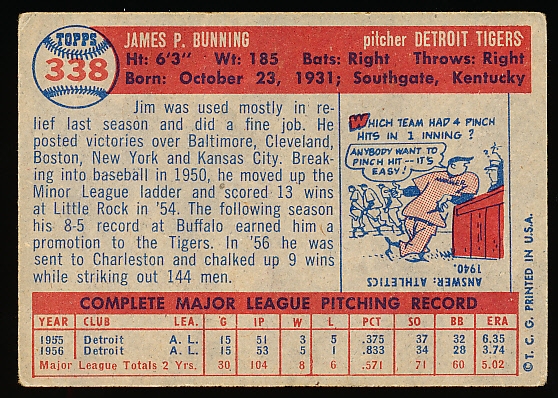 TOPPS
338
JAMES P. BUNNING pitcher DETROIT TIGERS
Ht: 6'3" Wt: 185 Bats: Right Throws: Right
Born: October 23, 1931; Southgate, Kentucky
Jim was used mostly in re-
lief last season and did a fine job. He
posted victories over Baltimore, Cleveland,
Boston, New York and Kansas City. Break-
ing into baseball in 1950, he moved up the
Minor League ladder and scored 13 wins
at Little Rock in '54. The following season
his 8-5 record at Buffalo earned him a
promotion to the Tigers. In '56 he was
sent to Charleston and chalked up 9 wins
while striking out 144 men.
WHICH TEAM HAD 4 PINCH
HITS IN 1 INNING?
ANYBODY WANT TO
PINCH HIT--IT'S
EASY!
ANSWER: ATHLETICS
1940.
COMPLETE MAJOR LEAGUE PITCHING RECORD
YEAR CLUB LEA. G IP W L PCT SO BB ERA
1955 Detroit A. L. 15 51 3 5 .375 37 32 6.35
1956 Detroit A. L. 15 53 5 1 .833 34 28 3.74
Major League Totals 2 Yrs. 30 104 8 6 .571 71 60 5.02
© T. C. G. PRINTED IN U.S.A.